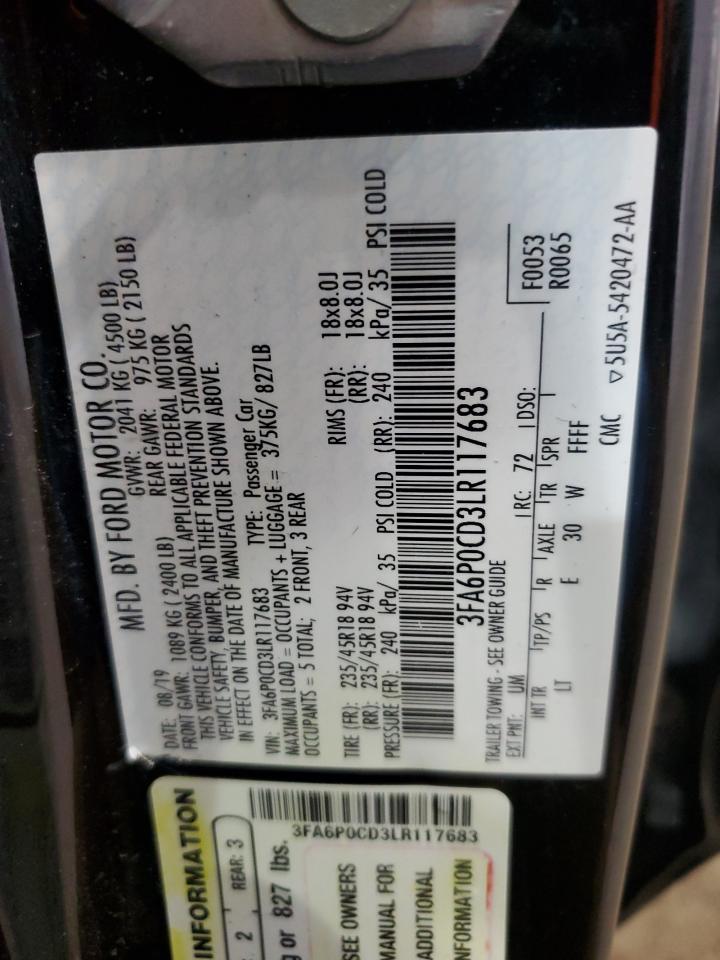 MFD. BY FORD MOTOR CO.
DATE: 08/19 GVWR: 2041 KG ( 4500 LB)
FRONT GAWR: 1089 KG ( 2400 LB) REAR GAWR: 975 KG ( 2150 LB)
THIS VEHICLE CONFORMS TO ALL APPLICABLE FEDERAL MOTOR
VEHICLE SAFETY, BUMPER, AND THEFT PREVENTION STANDARDS
IN EFFECT ON THE DATE OF MANUFACTURE SHOWN ABOVE.
VIN: 3FA6P0CD3LR117683 TYPE: Passenger Car
MAXIMUM LOAD = OCCUPANTS + LUGGAGE = 375KG/ 827LB
OCCUPANTS = 5 TOTAL; 2 FRONT, 3 REAR
TIRE (FR): 235/45R18 94V RIMS (FR): 18x8.0J
(RR): 235/45R18 94V (RR): 18x8.0J
PRESSURE (FR): 240 kPa/ 35 PSI COLD (RR): 240 kPa/ 35 PSI COLD
3FA6P0CD3LR117683
TRAILER TOWING - SEE OWNER GUIDE
EXT PNT: UM RC: 72 DSO: F0053
R0065
INT TR TP/PS R AXLE TR SPR
LT E 30 W FFFF
CMC ▽5U5A-5420472-AA
INFORMATION
2 REAR: 3
g or 827 lbs.
3FA6P0CD3LR117683
SEE OWNERS
MANUAL FOR
ADDITIONAL
INFORMATION